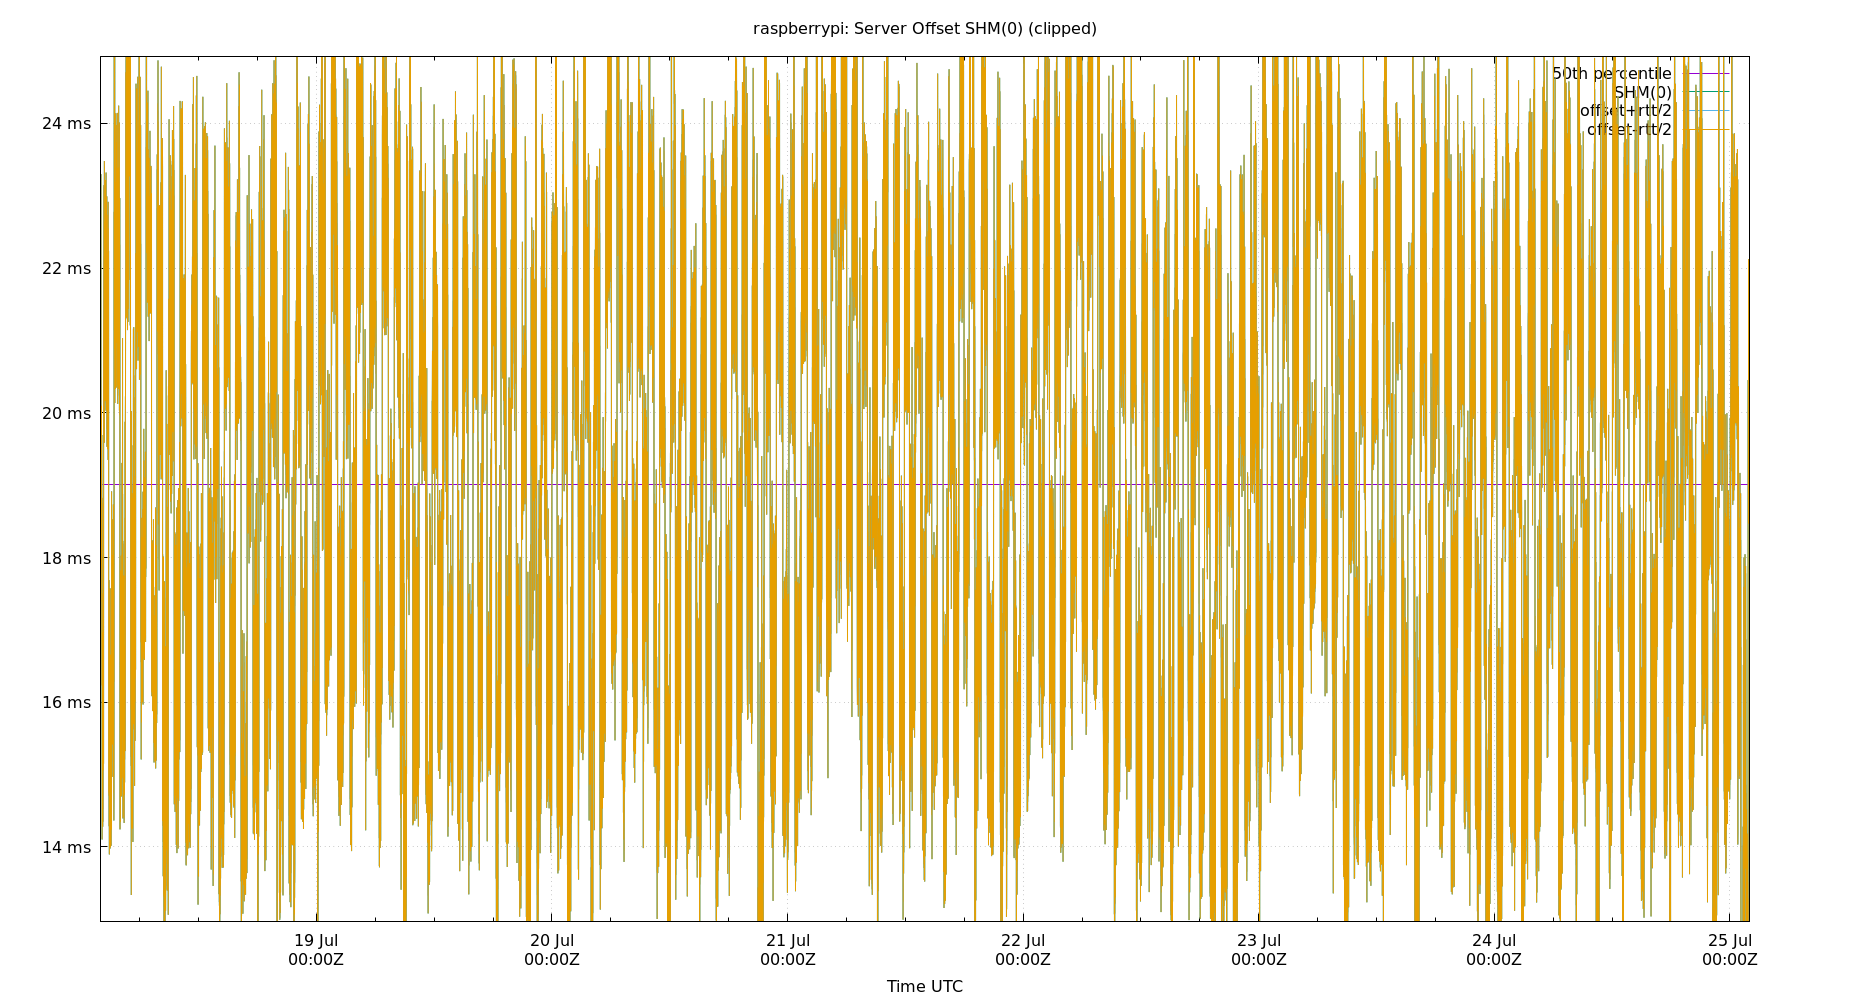 raspberrypi: Server Offset SHM(0) (clipped)
50th percentile
SHM(0)
offset+rtt/2
offset-rtt/2
24 ms
22 ms
20 ms
18 ms
16 ms
14 ms
19 Jul 20 Jul 21 Jul 22 Jul 23 Jul 24 Jul 25 Jul
00:00Z 00:00Z 00:00Z 00:00Z 00:00Z 00:00Z 00:00Z
Time UTC